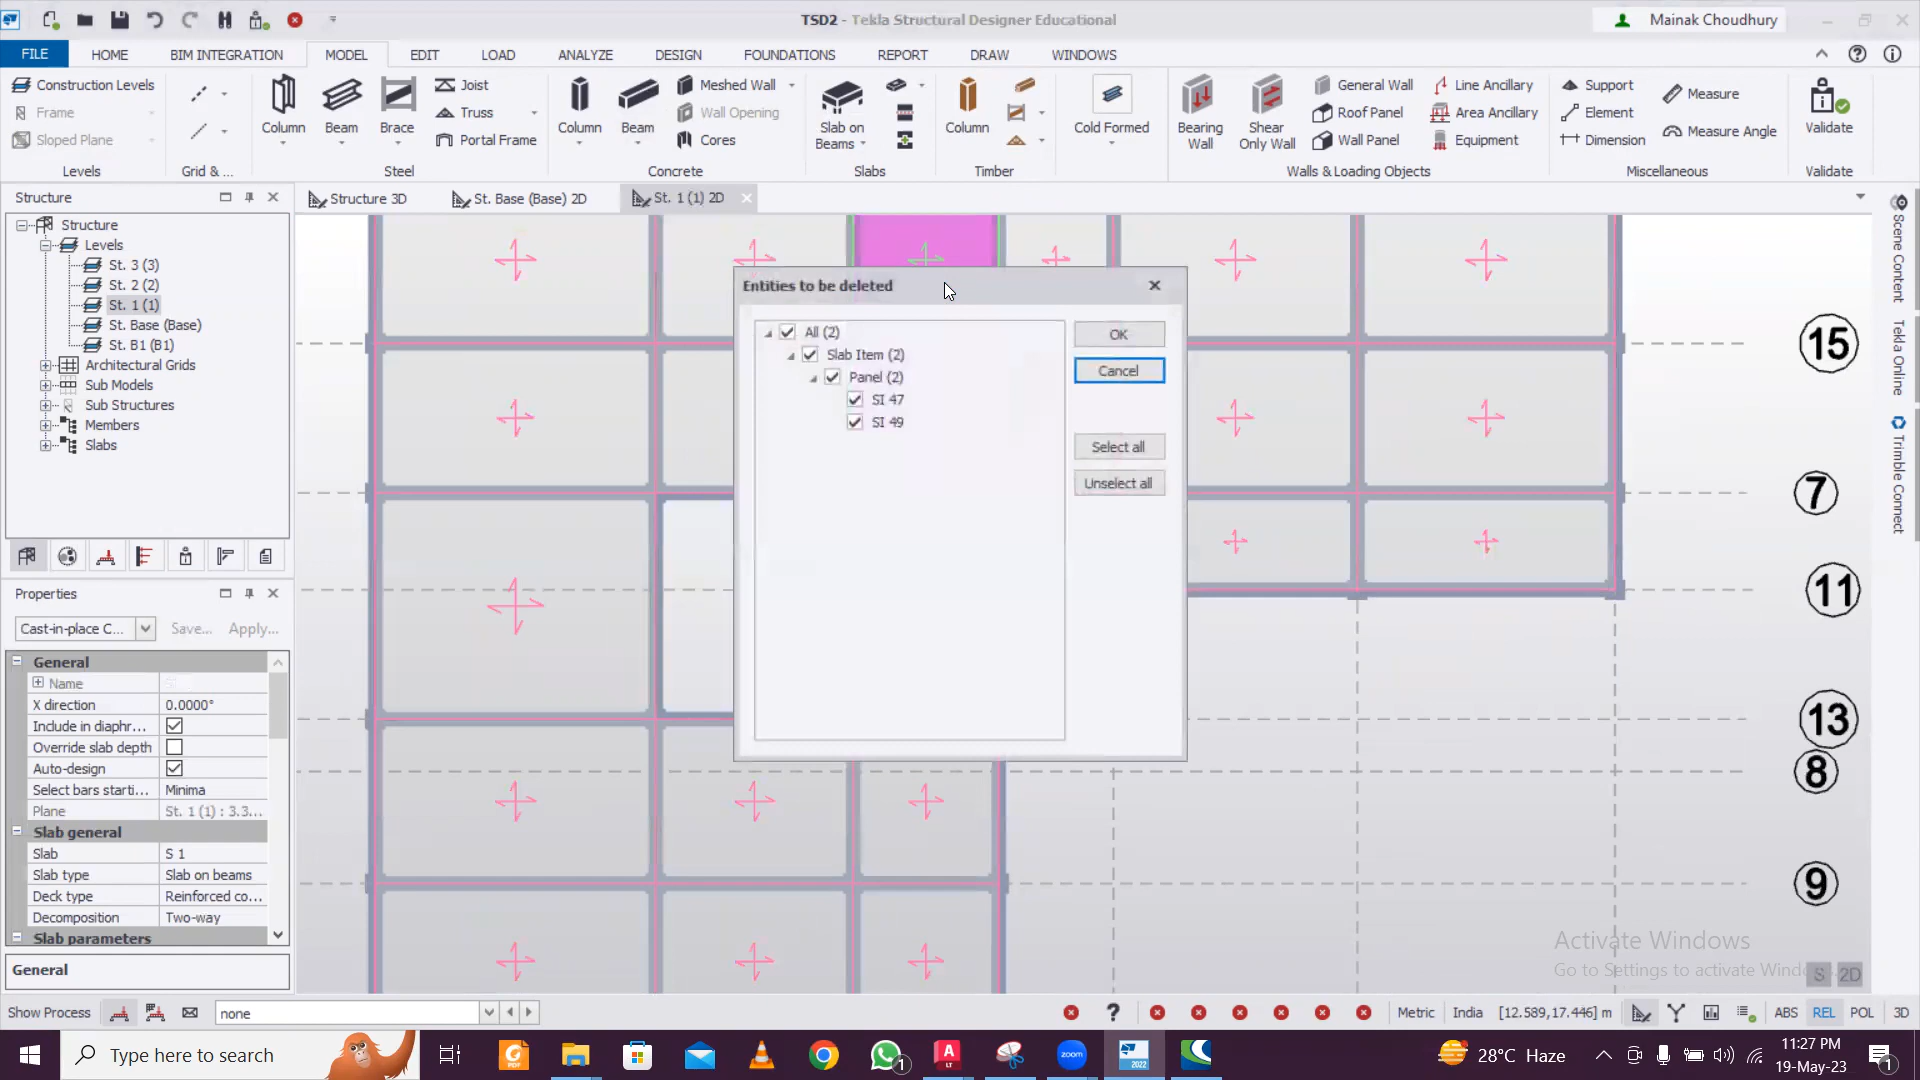 TSD2 - Tekla Structural Designer Educational
Mainak Choudhury
FILE HOME BIM INTEGRATION MODEL EDIT LOAD ANALYZE DESIGN FOUNDATIONS REPORT DRAW WINDOWS
Construction Levels
Frame
Sloped Plane
Levels
Grid & ...
Column
Beam
Brace
Joist
Truss
Portal Frame
Steel
Column
Beam
Meshed Wall
Wall Opening
Cores
Concrete
Slab on
Beams
Slabs
Column
Timber
Cold Formed
Bearing
Wall
Shear
Only Wall
General Wall
Roof Panel
Wall Panel
Line Ancillary
Area Ancillary
Equipment
Walls & Loading Objects
Support
Element
Dimension
Measure
Measure Angle
Miscellaneous
Validate
Validate
Structure
Structure 3D
St. Base (Base) 2D
St. 1 (1) 2D
Structure
Levels
St. 3 (3)
St. 2 (2)
St. 1 (1)
St. Base (Base)
St. B1 (B1)
Architectural Grids
Sub Models
Sub Structures
Members
Slabs
Properties
Cast-in-place C...
Save...
Apply...
General
Name
X direction 0.0000°
Include in diaphr...
Override slab depth
Auto-design
Select bars starti... Minima
Plane St. 1 (1) : 3.3...
Slab general
Slab S 1
Slab type Slab on beams
Deck type Reinforced co...
Decomposition Two-way
Slab parameters
General
Entities to be deleted
All (2)
Slab Item (2)
Panel (2)
SI 47
SI 49
OK
Cancel
Select all
Unselect all
15
7
11
13
8
9
Scene Content
Tekla Online
Trimble Connect
Activate Windows
Go to Settings to activate Wind
S 2D
Show Process
none
Metric India [12.589,17.446] m ABS REL POL 3D
Type here to search
PDF
1
A
LT
zoom
2022
28°C Haze
11:27 PM
19-May-23
1